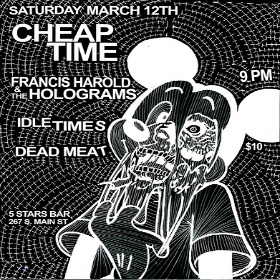 SATURDAY MARCH 12TH
CHEAP
TIME
9 PM
FRANCIS HAROLD
& THE HOLOGRAMS
IDLE TIMES
DEAD MEAT
$10
5 STARS BAR
267 S. MAIN ST